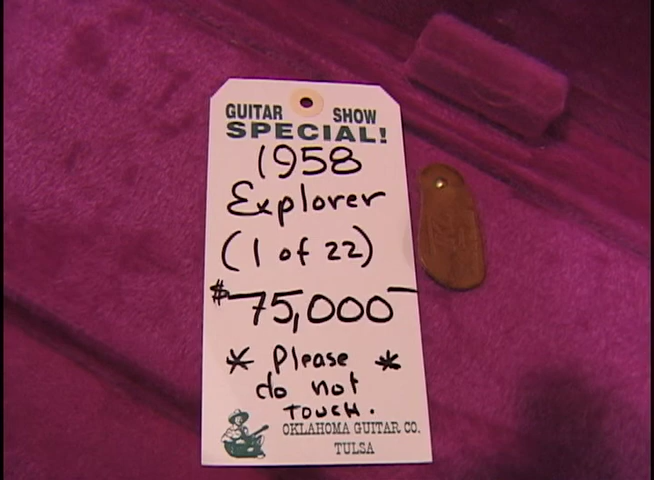 GUITAR SHOW
SPECIAL!
1958
Explorer
(1 of 22)
$75,000-
* Please *
do not
TOUCH.
OKLAHOMA GUITAR CO.
TULSA